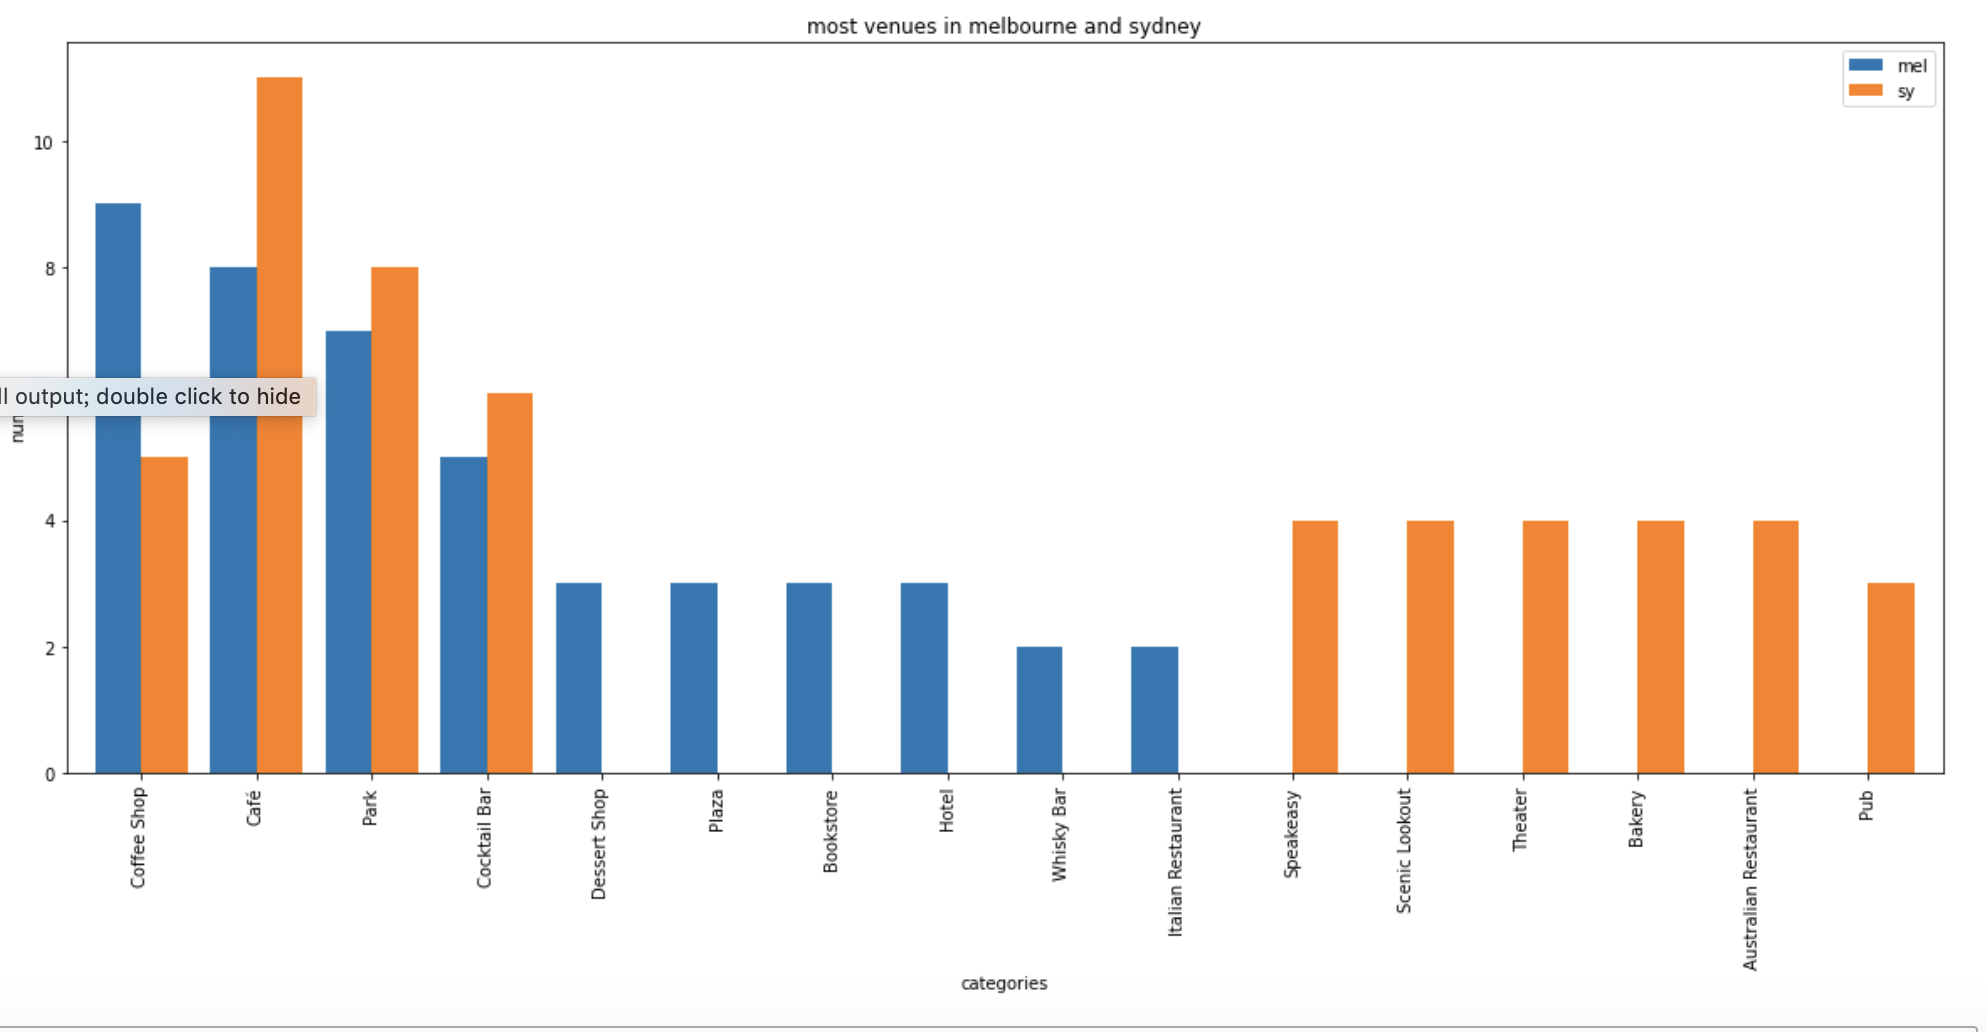 most venues in melbourne and sydney
mel
sy
10
8
ll output; double click to hide
4
2
0
Coffee Shop
Café
Park
Cocktail Bar
Dessert Shop
Plaza
Bookstore
Hotel
Whisky Bar
Italian Restaurant
Speakeasy
Scenic Lookout
Theater
Bakery
Australian Restaurant
Pub
categories